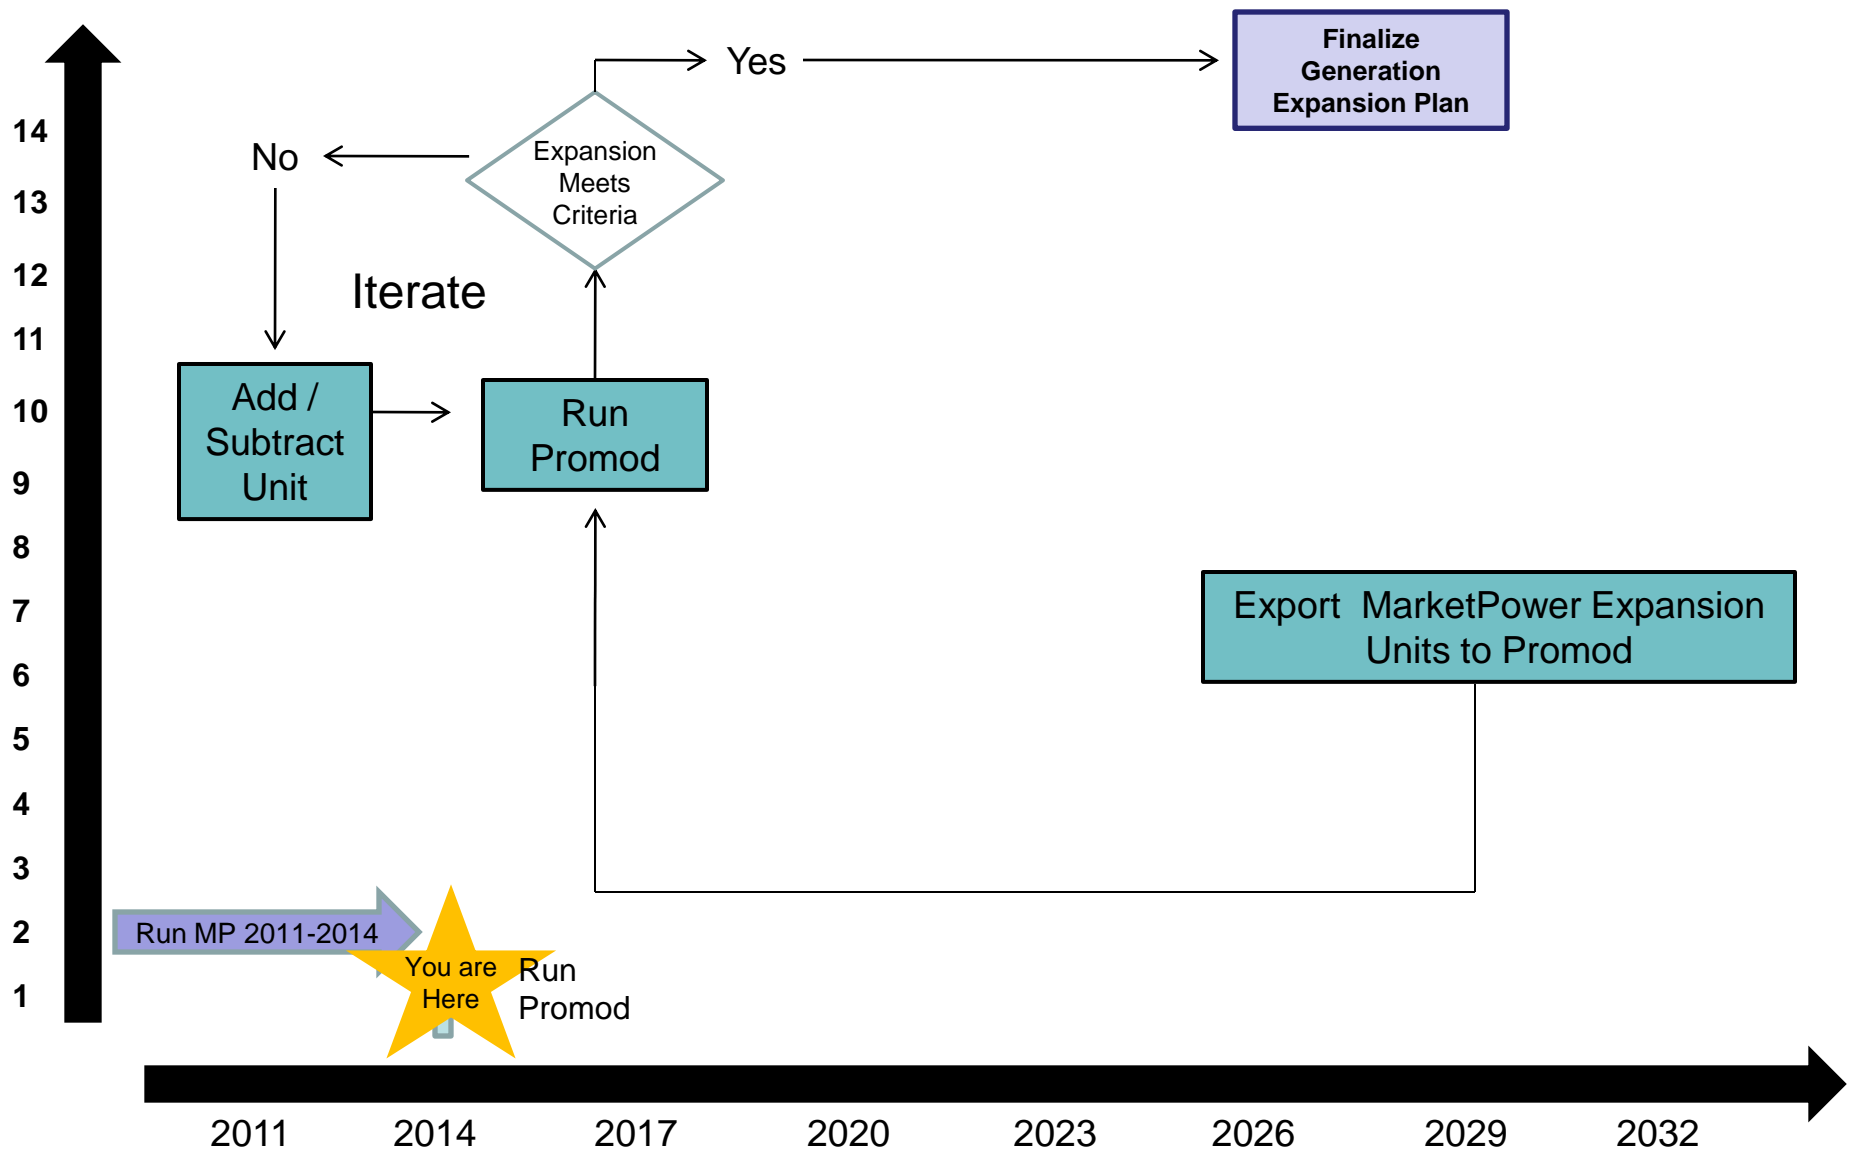 Finalize
Generation
Expansion Plan
Yes
14
No
Expansion
Meets
Criteria
13
12
Iterate
11
10
Add /
Subtract
Unit
Run
Promod
9
8
7
Export  MarketPower Expansion
Units to Promod
6
5
4
3
2
Run MP 2011-2014
You are
Here
Run
Promod
1
2011
2014
2017
2020
2023
2026
2029
2032